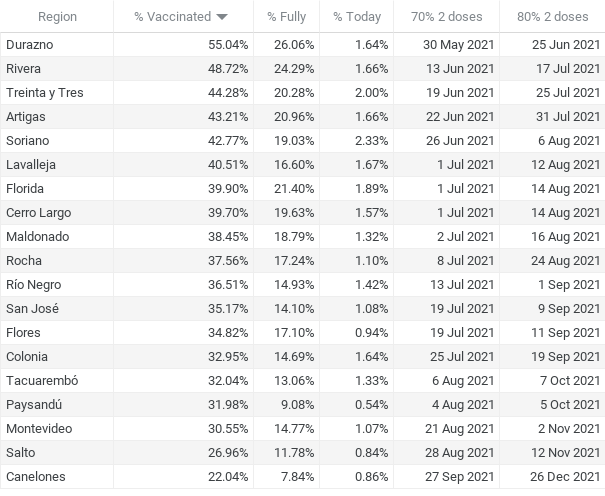 Region % Vaccinated % Fully % Today 70% 2 doses 80% 2 doses
Durazno 55.04% 26.06% 1.64% 30 May 2021 25 Jun 2021
Rivera 48.72% 24.29% 1.66% 13 Jun 2021 17 Jul 2021
Treinta y Tres 44.28% 20.28% 2.00% 19 Jun 2021 25 Jul 2021
Artigas 43.21% 20.96% 1.66% 22 Jun 2021 31 Jul 2021
Soriano 42.77% 19.03% 2.33% 26 Jun 2021 6 Aug 2021
Lavalleja 40.51% 16.60% 1.67% 1 Jul 2021 12 Aug 2021
Florida 39.90% 21.40% 1.89% 1 Jul 2021 14 Aug 2021
Cerro Largo 39.70% 19.63% 1.57% 1 Jul 2021 14 Aug 2021
Maldonado 38.45% 18.79% 1.32% 2 Jul 2021 16 Aug 2021
Rocha 37.56% 17.24% 1.10% 8 Jul 2021 24 Aug 2021
Río Negro 36.51% 14.93% 1.42% 13 Jul 2021 1 Sep 2021
San José 35.17% 14.10% 1.08% 19 Jul 2021 9 Sep 2021
Flores 34.82% 17.10% 0.94% 19 Jul 2021 11 Sep 2021
Colonia 32.95% 14.69% 1.64% 25 Jul 2021 19 Sep 2021
Tacuarembó 32.04% 13.06% 1.33% 6 Aug 2021 7 Oct 2021
Paysandú 31.98% 9.08% 0.54% 4 Aug 2021 5 Oct 2021
Montevideo 30.55% 14.77% 1.07% 21 Aug 2021 2 Nov 2021
Salto 26.96% 11.78% 0.84% 28 Aug 2021 12 Nov 2021
Canelones 22.04% 7.84% 0.86% 27 Sep 2021 26 Dec 2021